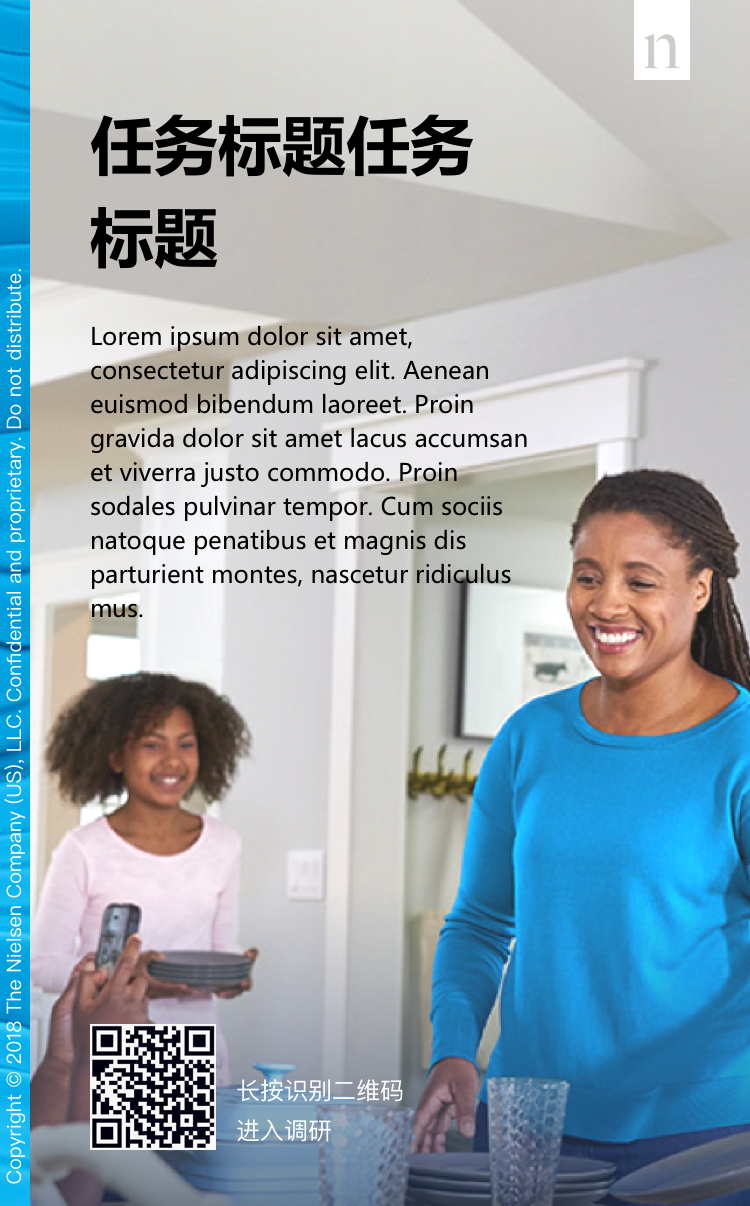 n
任务标题任务
标题
Lorem ipsum dolor sit amet,
consectetur adipiscing elit. Aenean
euismod bibendum laoreet. Proin
gravida dolor sit amet lacus accumsan
et viverra justo commodo. Proin
sodales pulvinar tempor. Cum sociis
natoque penatibus et magnis dis
parturient montes, nascetur ridiculus
mus.
长按识别二维码
进入调研
Copyright © 2018 The Nielsen Company (US), LLC. Confidential and proprietary. Do not distribute.